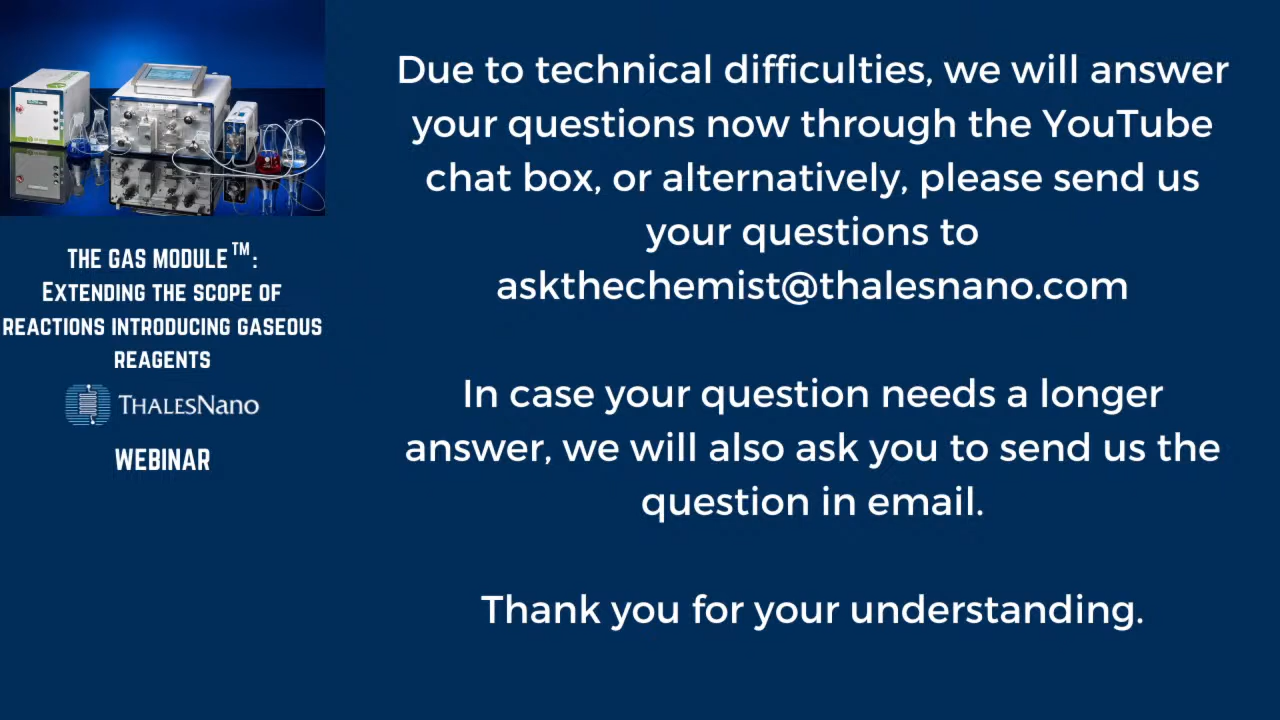 THE GAS MODULE™:
EXTENDING THE SCOPE OF
REACTIONS INTRODUCING GASEOUS
REAGENTS
THALESNANO
WEBINAR
Due to technical difficulties, we will answer
your questions now through the YouTube
chat box, or alternatively, please send us
your questions to
askthechemist@thalesnano.com
In case your question needs a longer
answer, we will also ask you to send us the
question in email.
Thank you for your understanding.